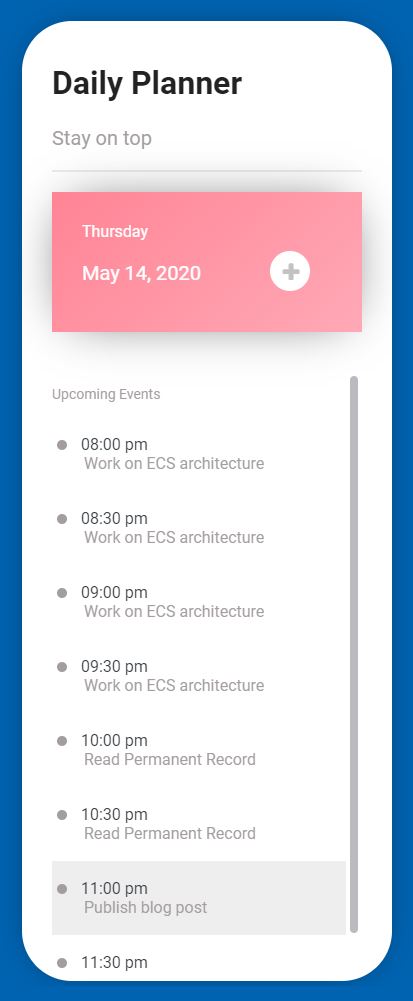 Daily Planner
Stay on top
Thursday
May 14, 2020
Upcoming Events
08:00 pm
Work on ECS architecture
08:30 pm
Work on ECS architecture
09:00 pm
Work on ECS architecture
09:30 pm
Work on ECS architecture
10:00 pm
Read Permanent Record
10:30 pm
Read Permanent Record
11:00 pm
Publish blog post
11:30 pm